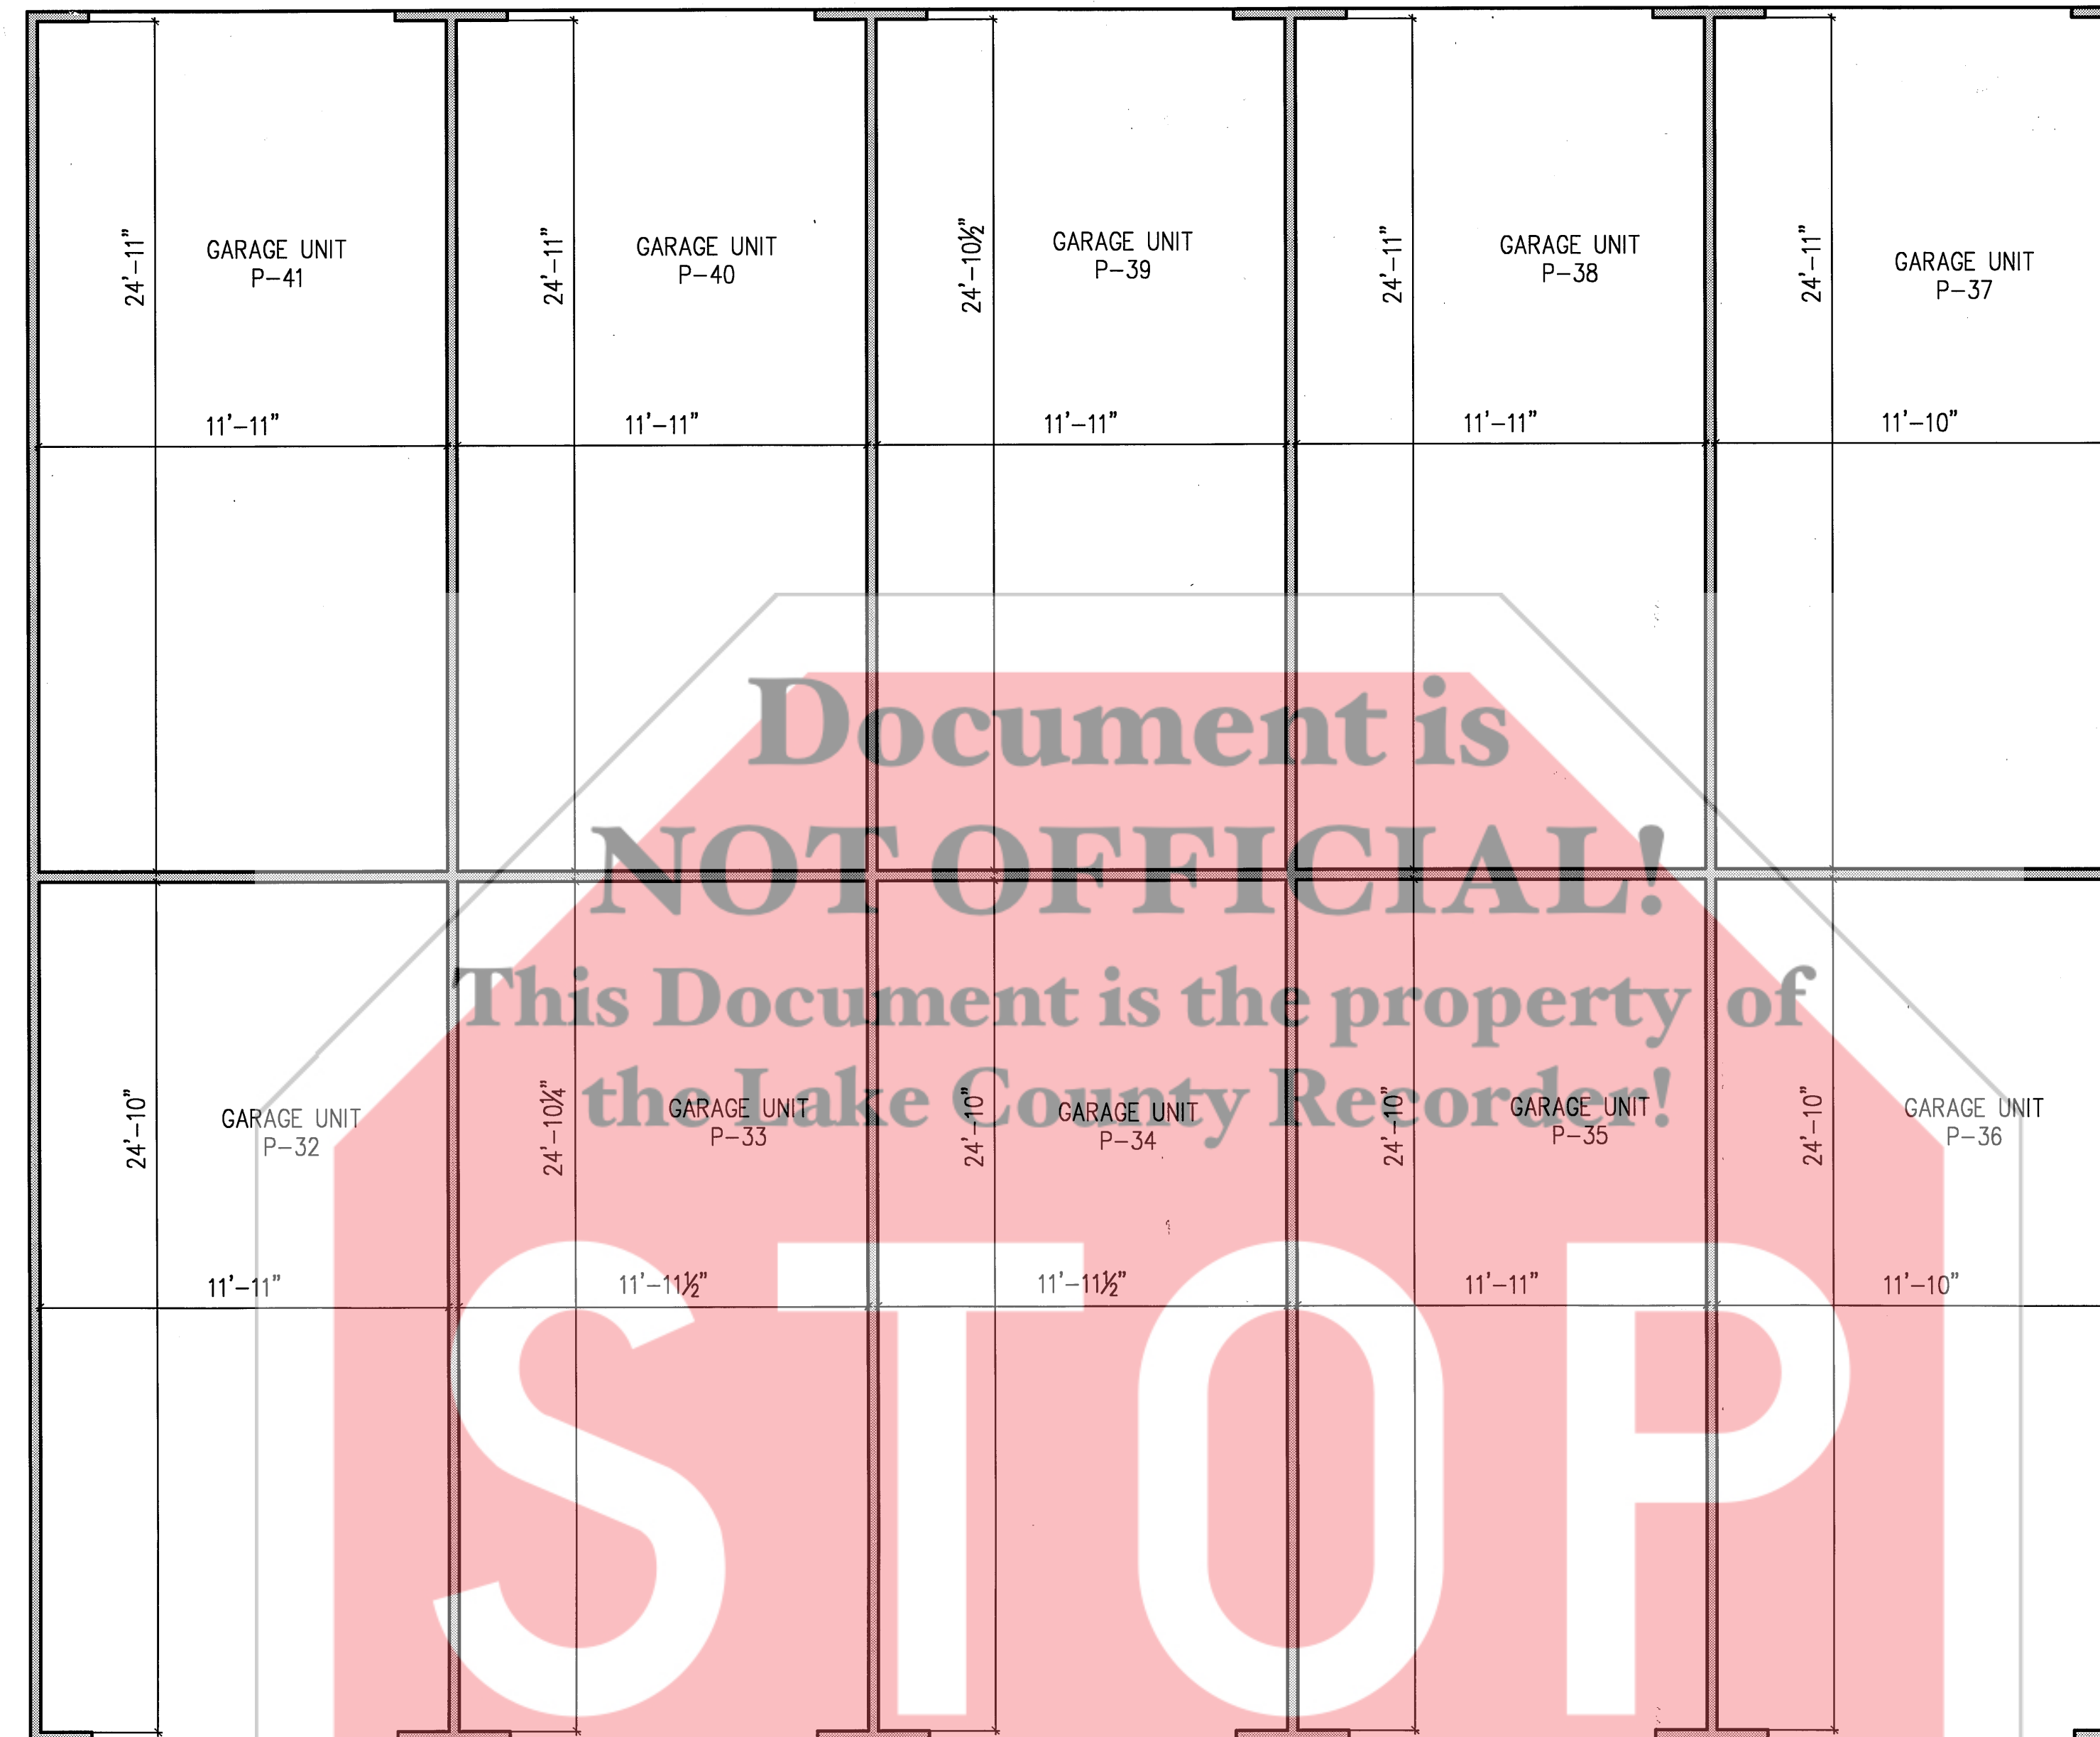 24'-11"
GARAGE UNIT
P-41
11'-11"
24'-11"
GARAGE UNIT
P-40
11'-11"
24'-10½"
GARAGE UNIT
P-39
11'-11"
24'-11"
GARAGE UNIT
P-38
11'-11"
24'-11"
GARAGE UNIT
P-37
11'-10"
Document is
NOT OFFICIAL!
This Document is the property of
the Lake County Recorder!
24'-10"
GARAGE UNIT
P-32
11'-11"
24'-10¼"
GARAGE UNIT
P-33
11'-11½"
24'-10"
GARAGE UNIT
P-34
11'-11½"
24'-10"
GARAGE UNIT
P-35
11'-11"
24'-10"
GARAGE UNIT
P-36
11'-10"
STOP